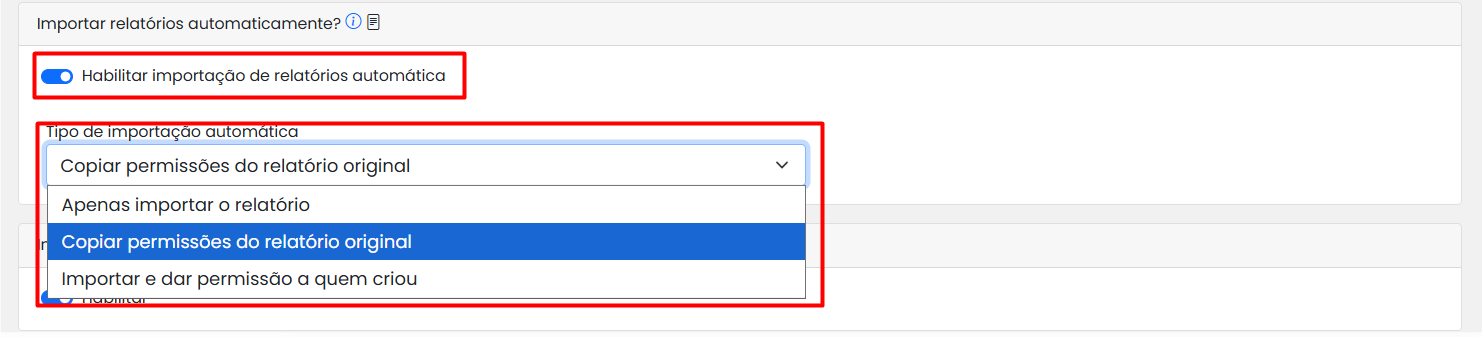 Importar relatórios automaticamente?
Habilitar importação de relatórios automática
Tipo de importação automática
Copiar permissões do relatório original
Apenas importar o relatório
Copiar permissões do relatório original
Importar e dar permissão a quem criou
Habilitar